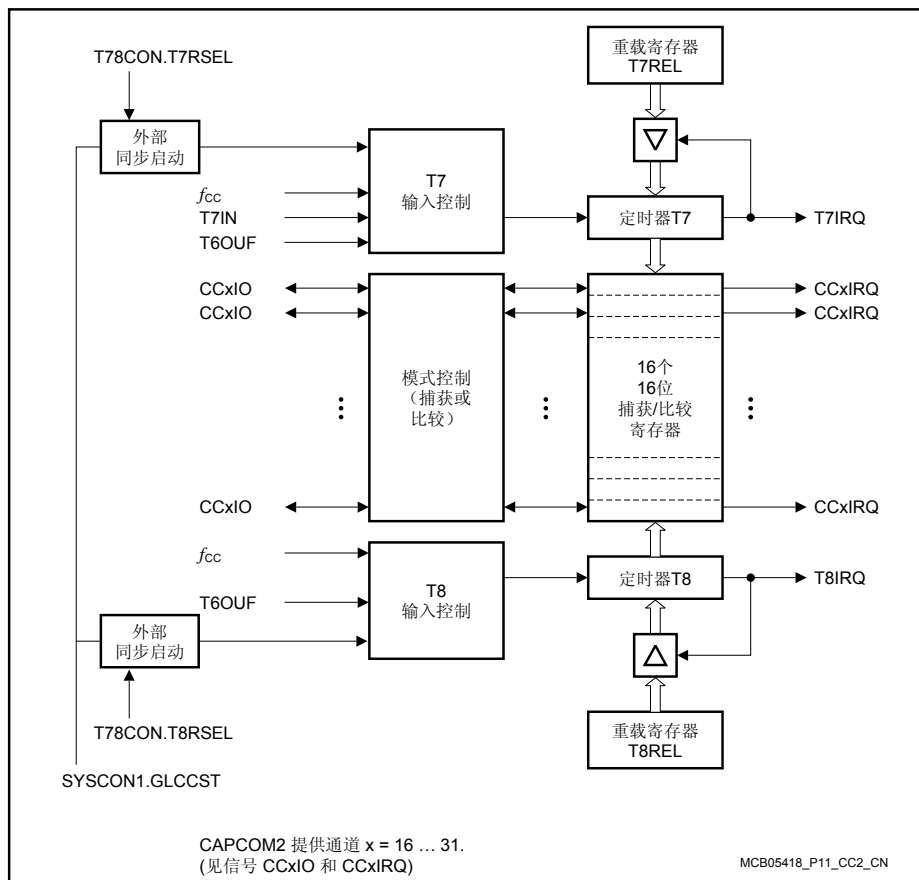 T78CON.T7RSEL
重载寄存器
T7REL
外部
同步启动
T7
输入控制
fCC
T7IN
T6OUF
定时器T7
T7IRQ
CCxIO
CCxIRQ
CCxIO
CCxIRQ
模式控制
（捕获或
比较）
16个
16位
捕获/比较
寄存器
CCxIO
CCxIRQ
fCC
T8
输入控制
定时器T8
T8IRQ
T6OUF
外部
同步启动
T78CON.T8RSEL
重载寄存器
T8REL
SYSCON1.GLCCST
CAPCOM2 提供通道 x = 16 … 31.
(见信号 CCxIO 和 CCxIRQ)
MCB05418_P11_CC2_CN